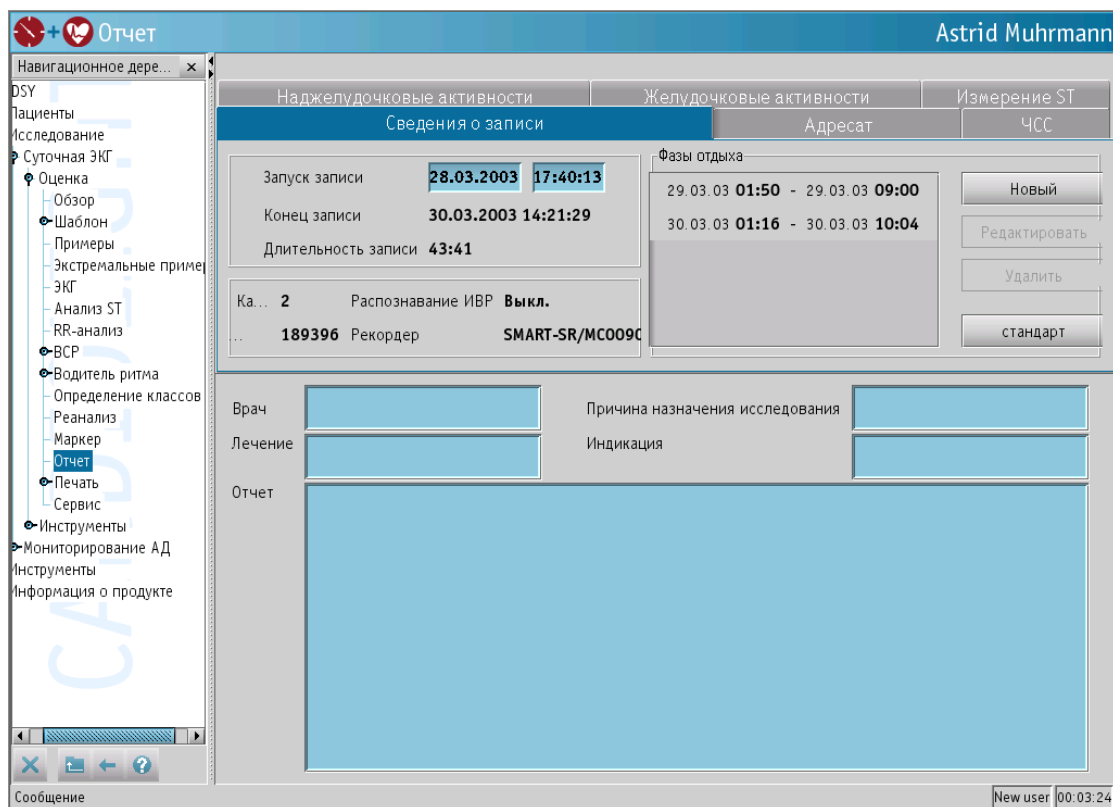 Отчет
Astrid Muhrmann
Навигационное дере...
DSY
Пациенты
Исследование
Суточная ЭКГ
Оценка
Обзор
Шаблон
Примеры
Экстремальные приме
ЭКГ
Анализ ST
RR-анализ
ВСР
Водитель ритма
Определение классов
Реанализ
Маркер
Отчет
Печать
Сервис
Инструменты
Мониторирование АД
Инструменты
Информация о продукте
Наджелудочковые активности
Желудочковые активности
Измерение ST
Сведения о записи
Адресат
ЧСС
Запуск записи 28.03.2003 17:40:13
Конец записи 30.03.2003 14:21:29
Длительность записи 43:41
Ка... 2 Распознавание ИВР Выкл.
... 189396 Рекордер SMART-SR/MC0090
Фазы отдыха
29.03.03 01:50 - 29.03.03 09:00
30.03.03 01:16 - 30.03.03 10:04
Новый
Редактировать
Удалить
стандарт
Врач
Причина назначения исследования
Лечение
Индикация
Отчет
Сообщение
New user 00:03:24